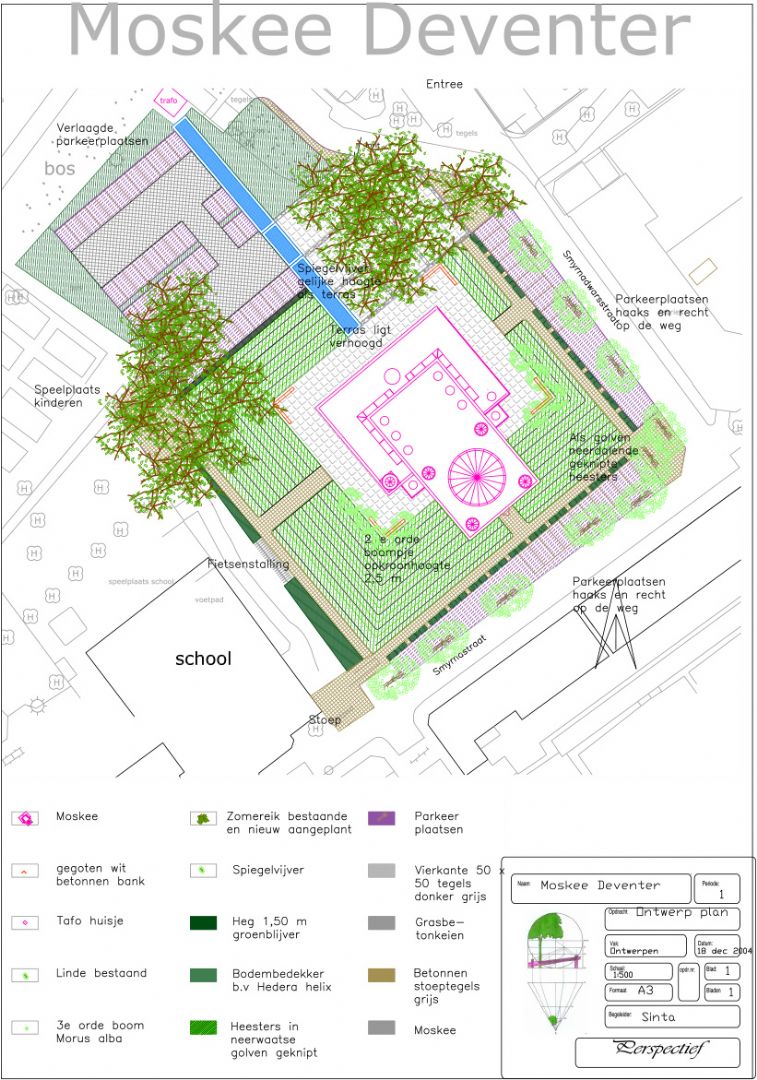 Moskee Deventer
Entree
trafo
tegels
Verlaagde
parkeerplaatsen
tegels
bos
Spiegelvijver
gelijke hoogte
als terras
Smyrnadwarsstraat
Parkeerplaatsen
haaks en recht
op de weg
Terras ligt
verhoogd
Speelplaats
kinderen
Als golven
neerdalende
geknipte
heesters
2 e orde
boompje
opkroonhoogte
2,5 m
Fietsenstalling
speelplaats school
voetpad
Parkeerplaatsen
haaks en recht
op de weg
school
Smyrnastraat
Stoep
Moskee
Zomereik bestaande
en nieuw aangeplant
Parkeer
plaatsen
gegoten wit
betonnen bank
Spiegelvijver
Vierkante 50 x
50 tegels
donker grijs
Tafo huisje
Heg 1,50 m
groenblijver
Grasbe-
tonkeien
Linde bestaand
Bodembedekker
b.v Hedera helix
Betonnen
stoeptegels
grijs
3e orde boom
Morus alba
Heesters in
neerwaatse
golven geknipt
Moskee
Naam: Moskee Deventer
Periode:
1
Opdracht: Ontwerp plan
Vak:
Ontwerpen
Datum:
18 dec 2004
Schaal:
1:500
opdr.nr:
Blad: 1
Formaat: A3
Bladen: 1
Begeleider: Sinta
Perspectief